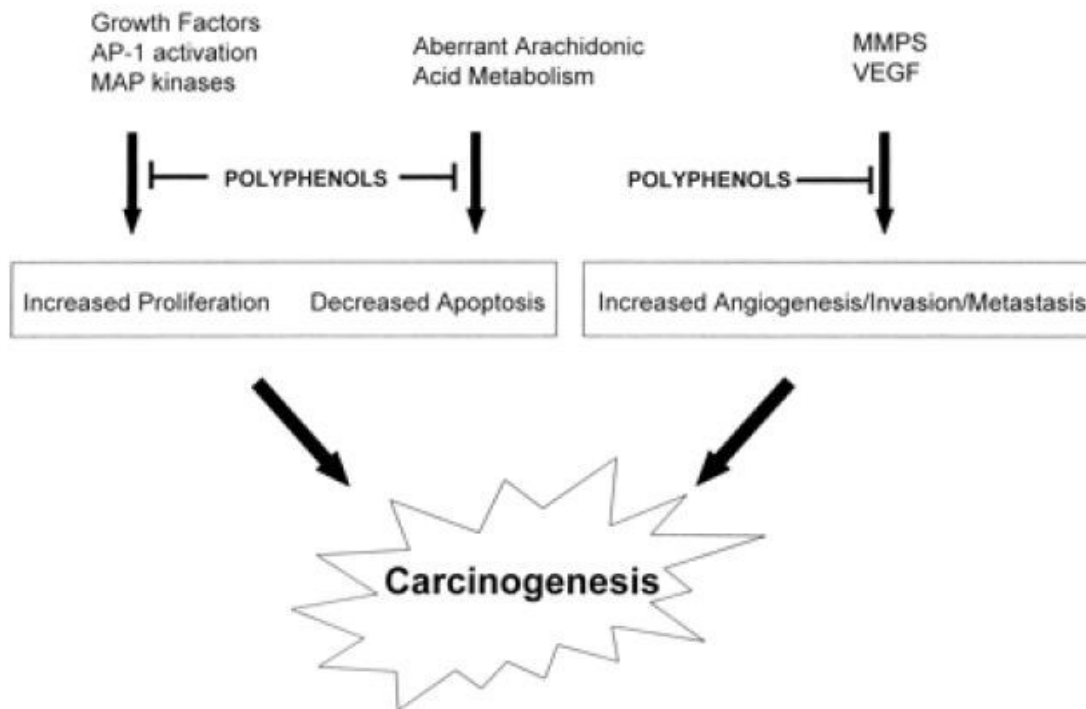 Growth Factors
AP-1 activation
MAP kinases
Aberrant Arachidonic
Acid Metabolism
MMPS
VEGF
POLYPHENOLS
POLYPHENOLS
Increased Proliferation
Decreased Apoptosis
Increased Angiogenesis/Invasion/Metastasis
Carcinogenesis